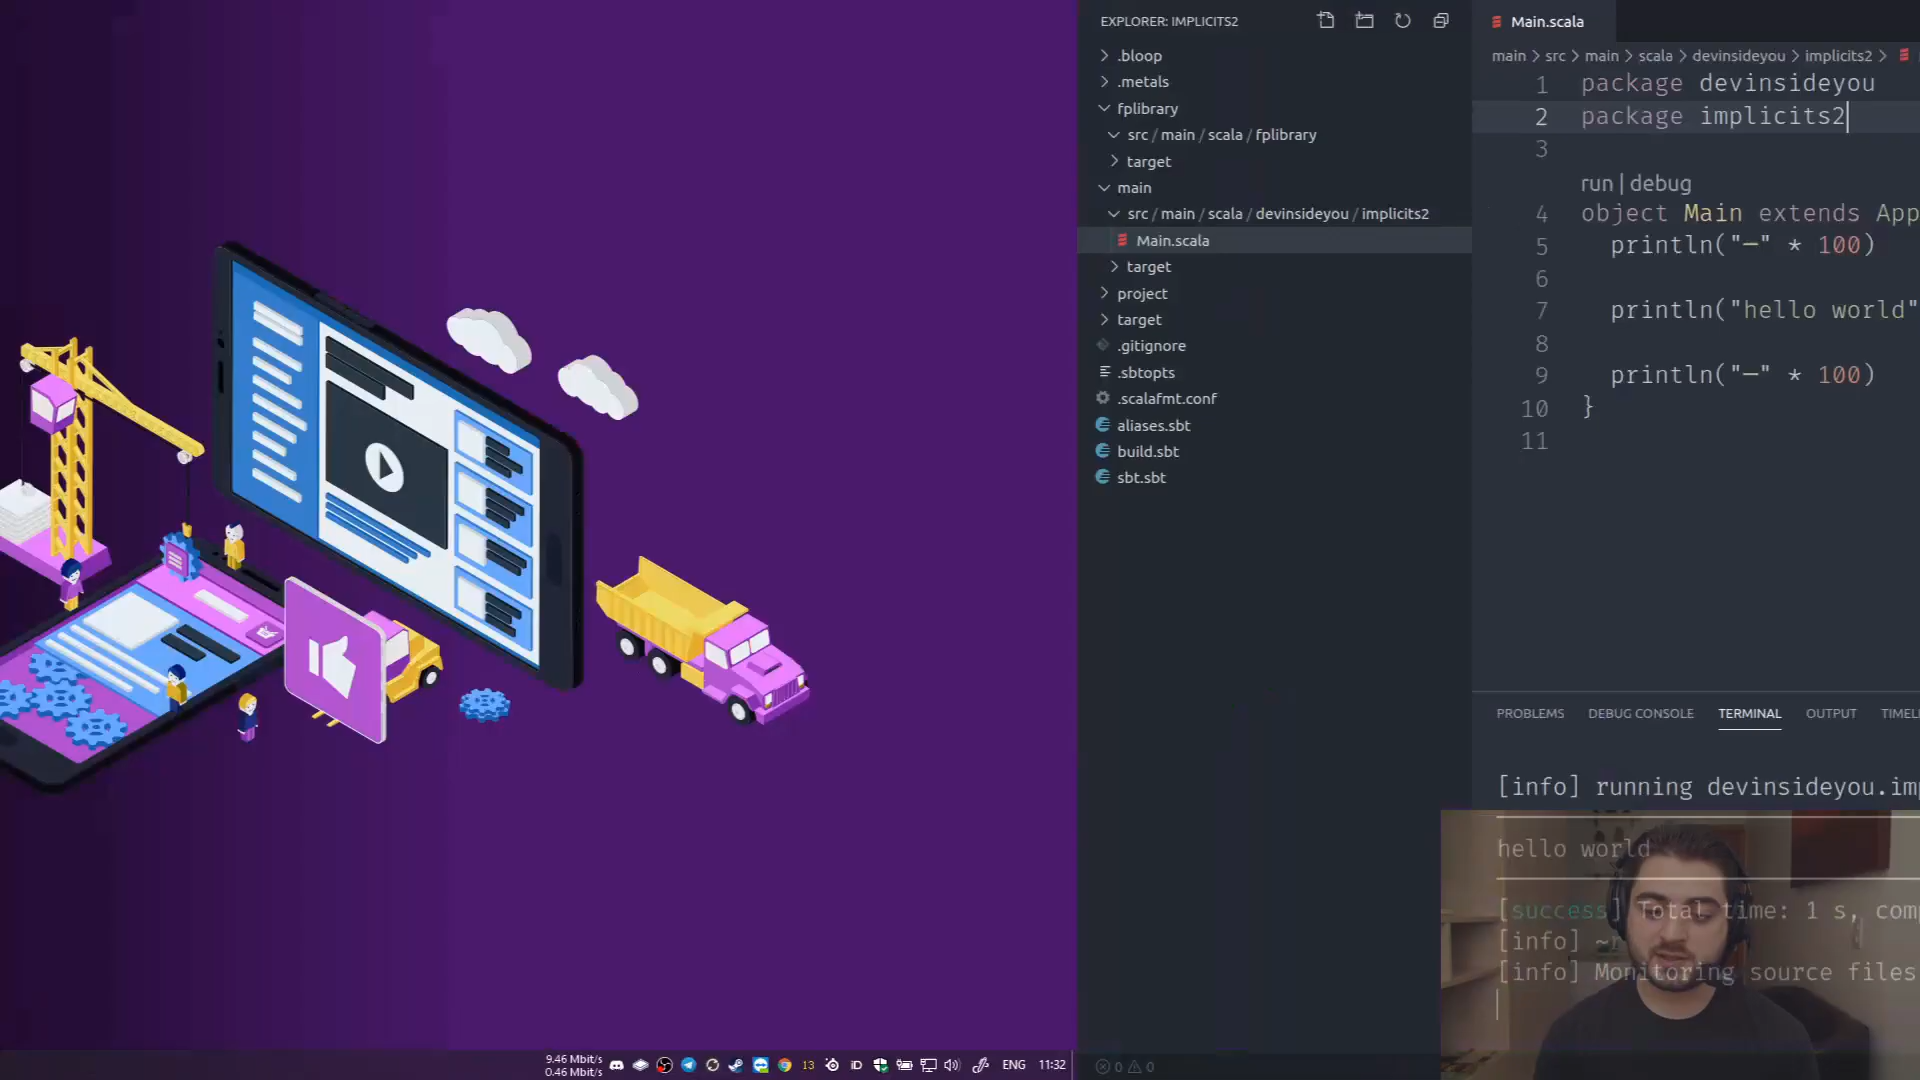 EXPLORER: IMPLICITS2
.bloop
.metals
fplibrary
src / main / scala / fplibrary
target
main
src / main / scala / devinsideyou / implicits2
Main.scala
target
project
target
.gitignore
.sbtopts
.scalafmt.conf
aliases.sbt
build.sbt
sbt.sbt
Main.scala
main > src > main > scala > devinsideyou > implicits2 >
1 package devinsideyou
2 package implicits2
3
run | debug
4 object Main extends App
5 println("─" * 100)
6
7 println("hello world"
8
9 println("─" * 100)
10 }
11
PROBLEMS DEBUG CONSOLE TERMINAL OUTPUT
[info] running devinsideyou.im
hello world
[success] Total time: 1 s, com
[info]
[info] Monitoring source files
9.46 Mbit/s
0.46 Mbit/s
13 iD ENG 11:32
0 0